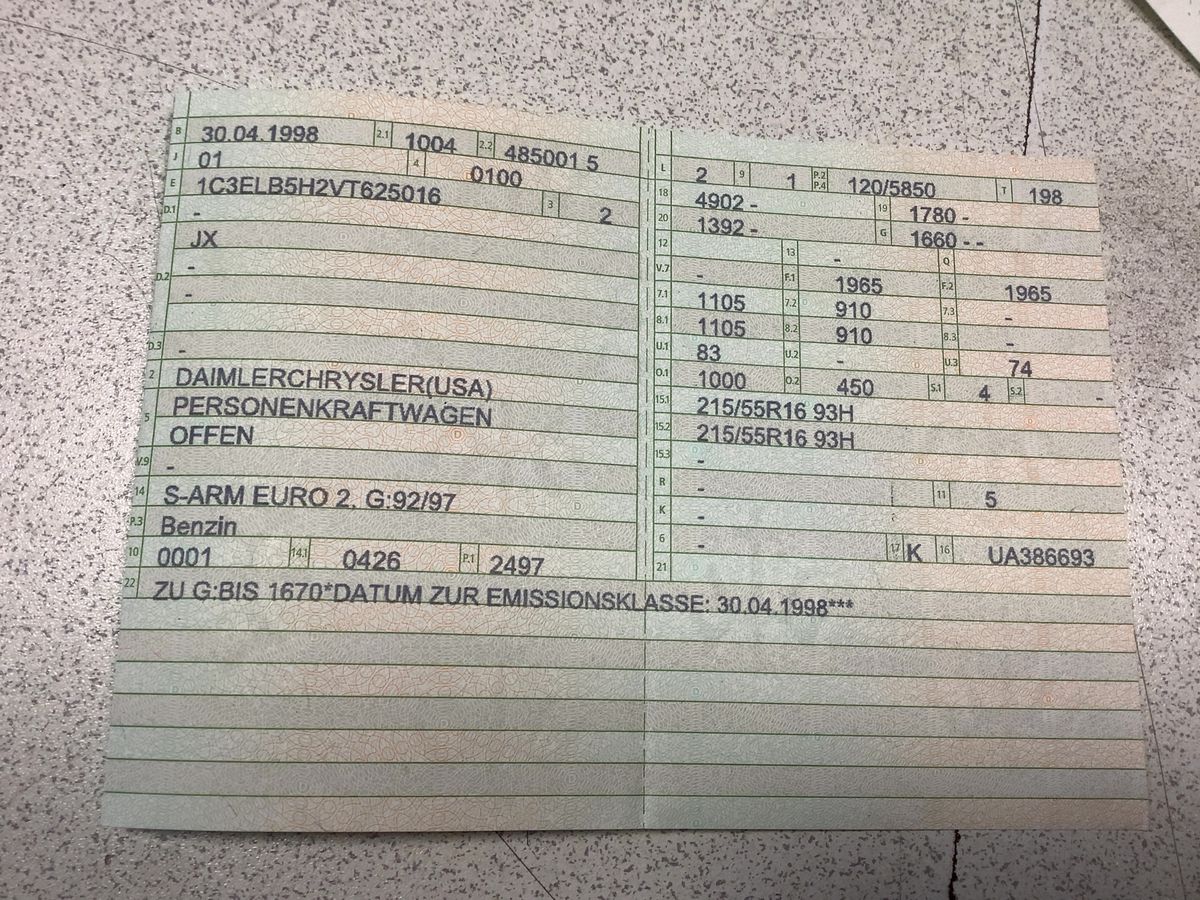 B 30.04.1998 2.1 1004 2.2 485001 5
J 01 4 0100
E 1C3ELB5H2VT625016 3 2
D.1 -
JX
D.2 -
-
D.3 -
2 DAIMLERCHRYSLER(USA)
5 PERSONENKRAFTWAGEN
OFFEN
V.9 -
14 S-ARM EURO 2, G:92/97
P.3 Benzin
10 0001 14.1 0426 P.1 2497
L 2 9 1 P.2 P.4 120/5850 T 198
18 4902 - 19 1780 -
20 1392 - G 1660 - -
12 13 - Q
V.7 - F.1 1965 F.2 1965
7.1 1105 7.2 910 7.3 -
8.1 1105 8.2 910 8.3 -
U.1 83 U.2 - U.3 74
O.1 1000 O.2 450 S.1 4 S.2 -
15.1 215/55R16 93H
15.2 215/55R16 93H
15.3 -
R - 11 5
K -
6 - 17 K 16 UA386693
21
22 ZU G:BIS 1670*DATUM ZUR EMISSIONSKLASSE: 30.04.1998***